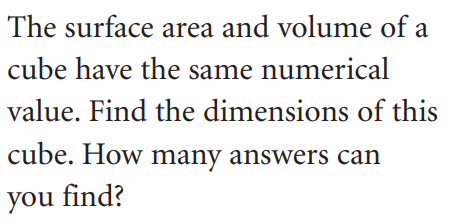 The surface area and volume of a
cube have the same numerical
value. Find the dimensions of this
cube. How many answers can
you find?